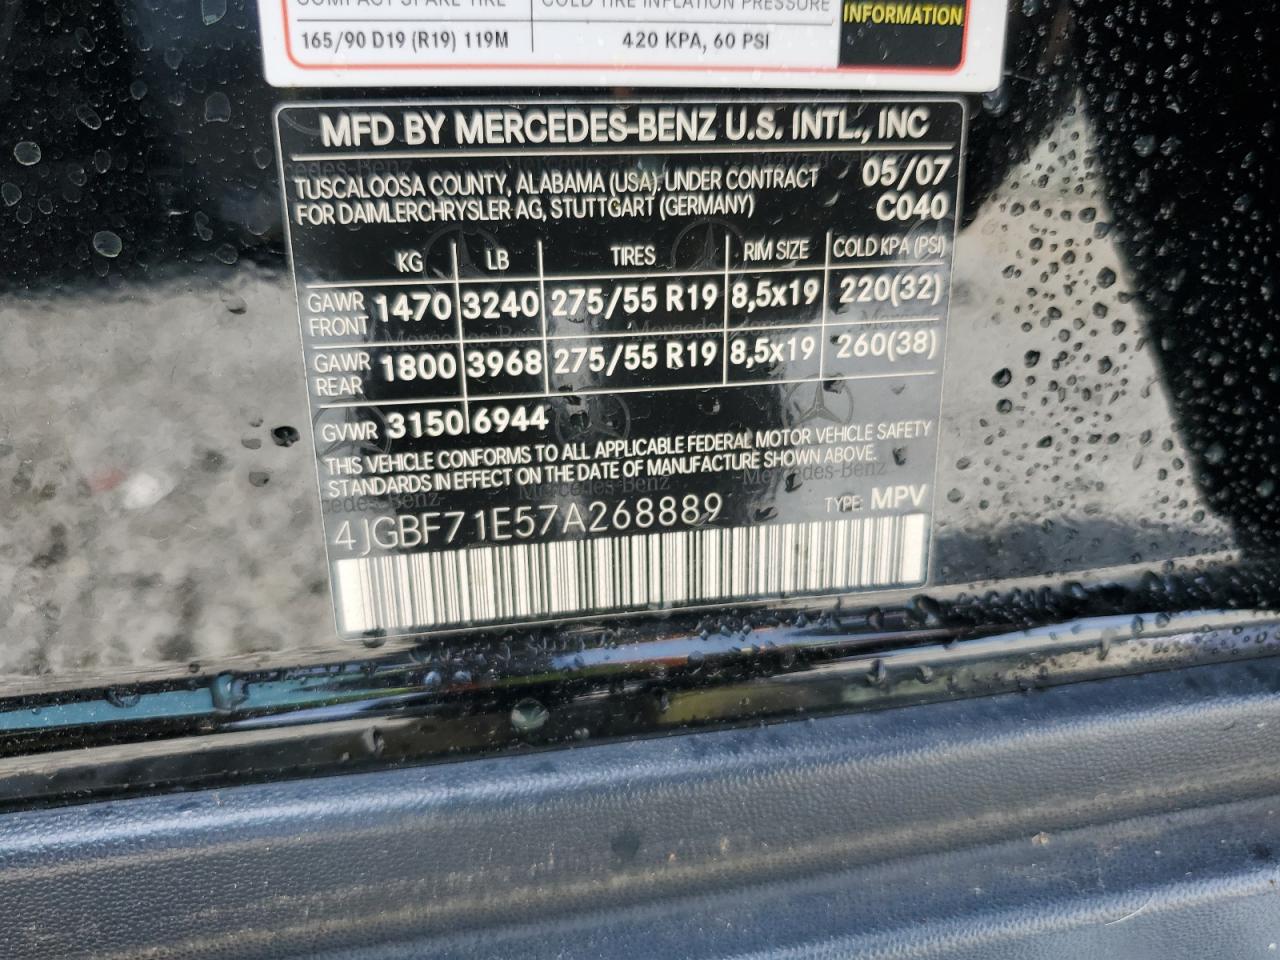 COMPACT SPARE TIRE COLD TIRE INFLATION PRESSURE
INFORMATION
165/90 D19 (R19) 119M 420 KPA, 60 PSI
MFD BY MERCEDES-BENZ U.S. INTL., INC
TUSCALOOSA COUNTY, ALABAMA (USA), UNDER CONTRACT 05/07
FOR DAIMLERCHRYSLER AG, STUTTGART (GERMANY) C040
KG LB TIRES RIM SIZE COLD KPA (PSI)
GAWR FRONT 1470 3240 275/55 R19 8,5x19 220(32)
GAWR REAR 1800 3968 275/55 R19 8,5x19 260(38)
GVWR 3150 6944
THIS VEHICLE CONFORMS TO ALL APPLICABLE FEDERAL MOTOR VEHICLE SAFETY
STANDARDS IN EFFECT ON THE DATE OF MANUFACTURE SHOWN ABOVE.
4JGBF71E57A268889 TYPE: MPV